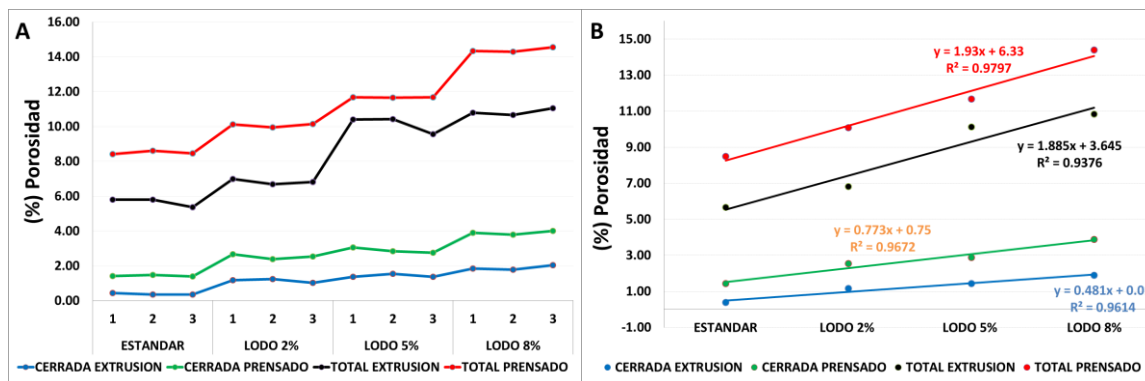 A
(%) Porosidad
16.00
14.00
12.00
10.00
8.00
6.00
4.00
2.00
0.00
1 2 3 1 2 3 1 2 3 1 2 3
ESTANDAR LODO 2% LODO 5% LODO 8%
CERRADA EXTRUSION CERRADA PRENSADO TOTAL EXTRUSION TOTAL PRENSADO
B
(%) Porosidad
15.00
13.00
11.00
9.00
7.00
5.00
3.00
1.00
-1.00
y = 1.93x + 6.33
R² = 0.9797
y = 1.885x + 3.645
R² = 0.9376
y = 0.773x + 0.75
R² = 0.9672
y = 0.481x + 0.0
R² = 0.9614
ESTANDAR LODO 2% LODO 5% LODO 8%
CERRADA EXTRUSION CERRADA PRENSADO TOTAL EXTRUSION TOTAL PRENSADO